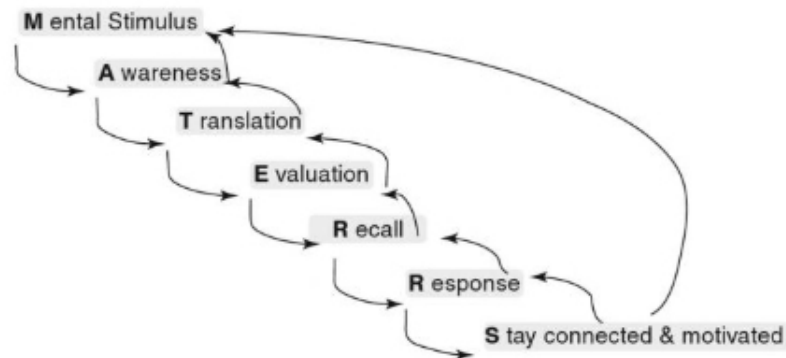 M ental Stimulus
A wareness
T ranslation
E valuation
R ecall
R esponse
S tay connected & motivated